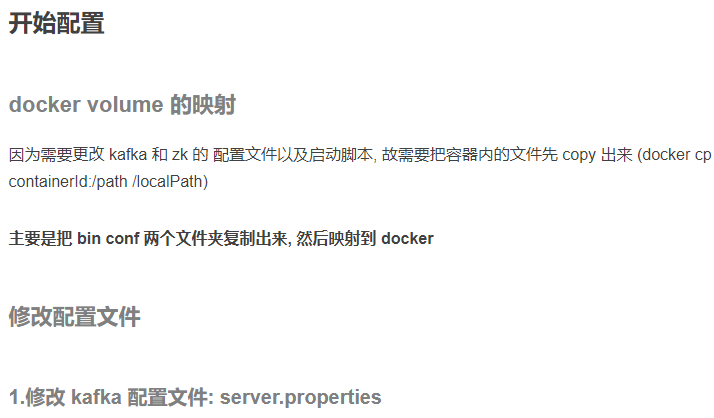 开始配置
docker volume 的映射
因为需要更改 kafka 和 zk 的 配置文件以及启动脚本, 故需要把容器内的文件先 copy 出来 (docker cp
containerId:/path /localPath)
主要是把 bin conf 两个文件夹复制出来, 然后映射到 docker
修改配置文件
1.修改 kafka 配置文件: server.properties